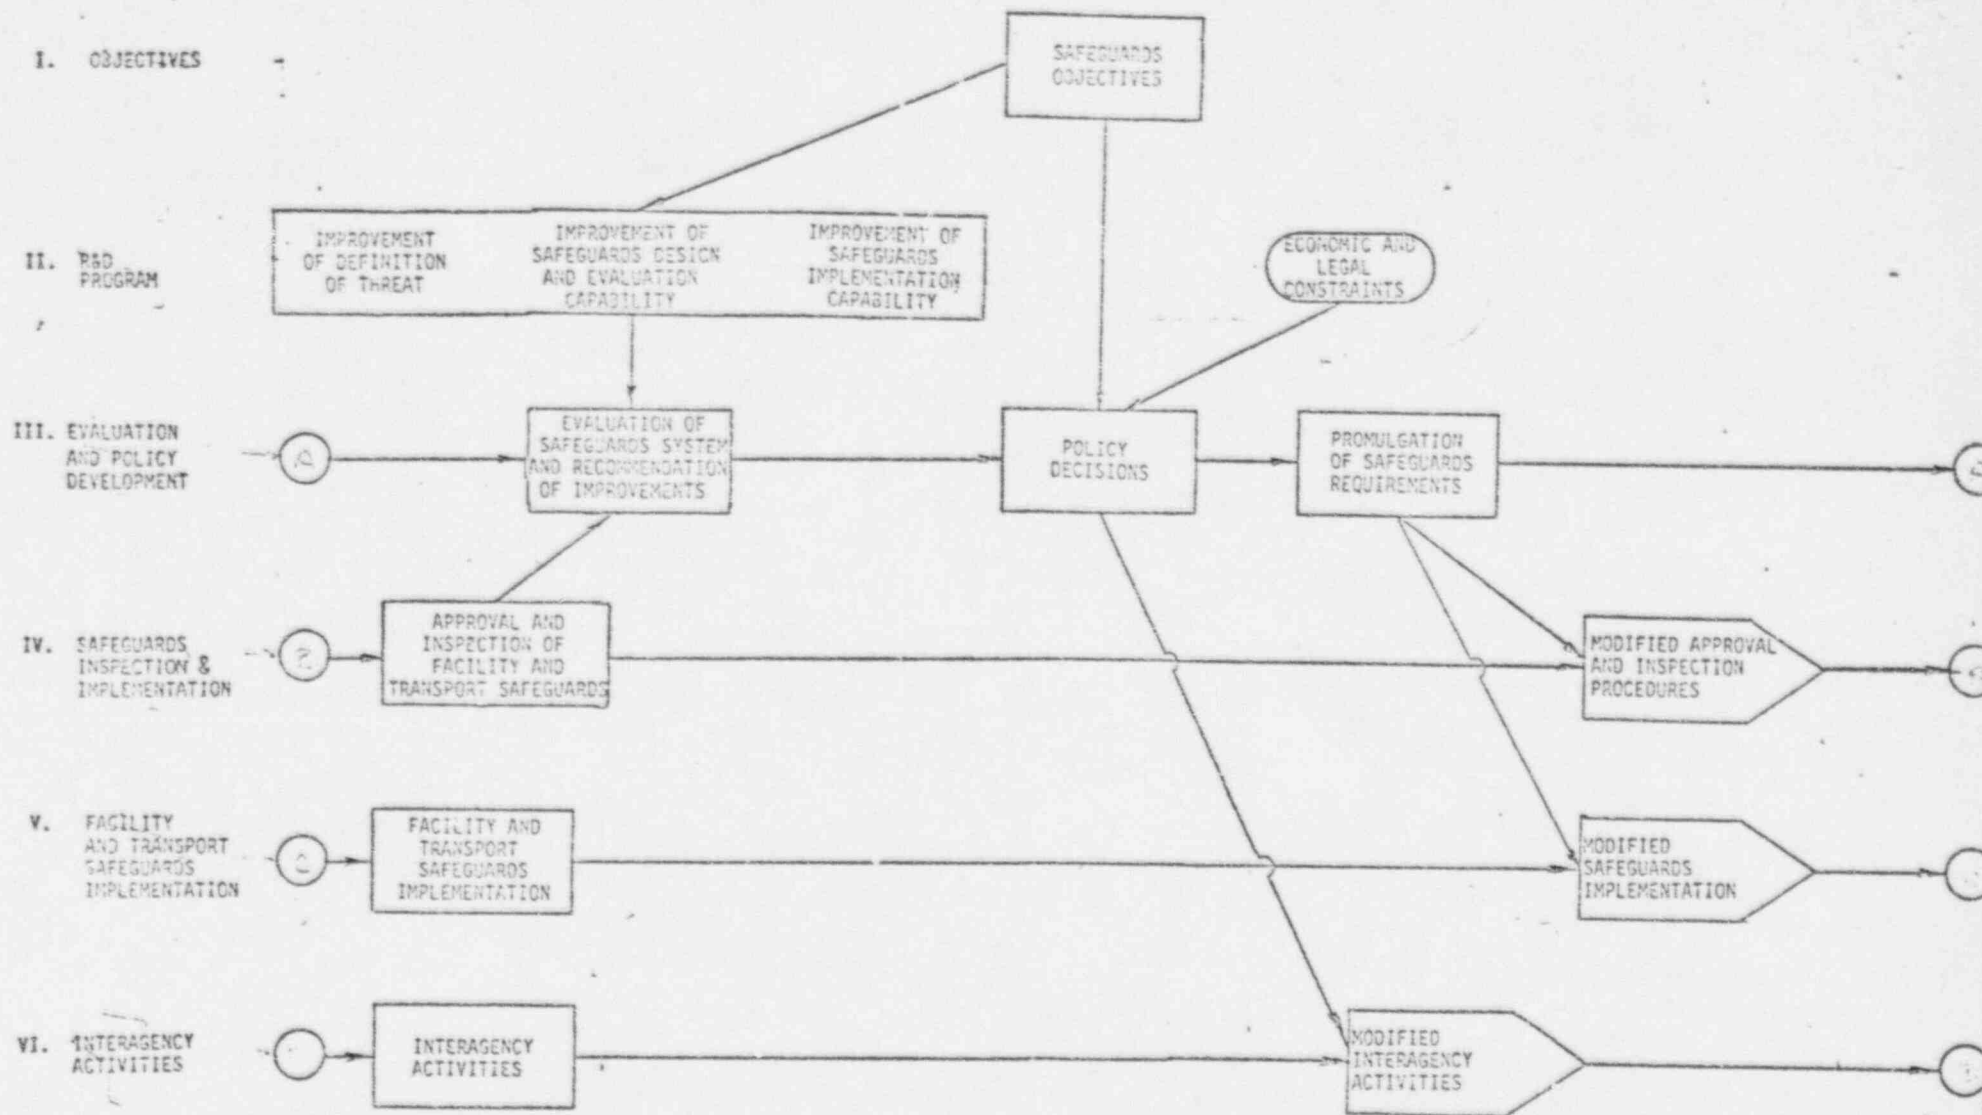 I. OBJECTIVES
SAFEGUARDS
OBJECTIVES
II. R&D
PROGRAM
IMPROVEMENT
OF DEFINITION
OF THREAT
IMPROVEMENT OF
SAFEGUARDS DESIGN
AND EVALUATION
CAPABILITY
IMPROVEMENT OF
SAFEGUARDS
IMPLEMENTATION
CAPABILITY
ECONOMIC AND
LEGAL
CONSTRAINTS
III. EVALUATION
AND POLICY
DEVELOPMENT
EVALUATION OF
SAFEGUARDS SYSTEM
AND RECOMMENDATION
OF IMPROVEMENTS
POLICY
DECISIONS
PROMULGATION
OF SAFEGUARDS
REQUIREMENTS
IV. SAFEGUARDS
INSPECTION &
IMPLEMENTATION
APPROVAL AND
INSPECTION OF
FACILITY AND
TRANSPORT SAFEGUARDS
MODIFIED APPROVAL
AND INSPECTION
PROCEDURES
V. FACILITY
AND TRANSPORT
SAFEGUARDS
IMPLEMENTATION
FACILITY AND
TRANSPORT
SAFEGUARDS
IMPLEMENTATION
MODIFIED
SAFEGUARDS
IMPLEMENTATION
VI. INTERAGENCY
ACTIVITIES
INTERAGENCY
ACTIVITIES
MODIFIED
INTERAGENCY
ACTIVITIES